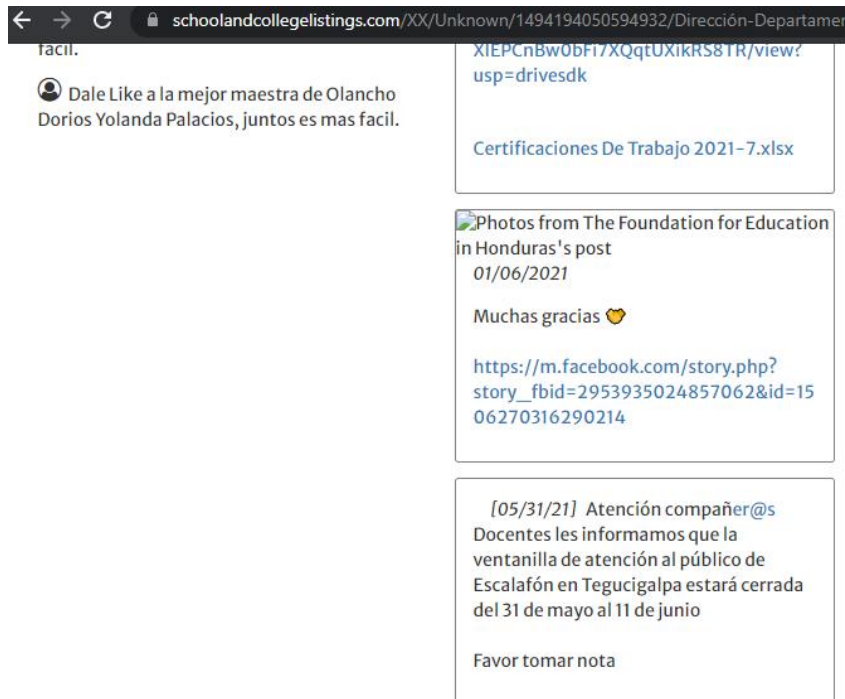 schoolandcollegelistings.com/XX/Unknown/1494194050594932/Dirección-Departamer
facil.
Dale Like a la mejor maestra de Olancho
Dorios Yolanda Palacios, juntos es mas facil.
XIEPCnBw0bFi7XQqtUXikRS8TR/view?
usp=drivesdk
Certificaciones De Trabajo 2021-7.xlsx
Photos from The Foundation for Education
in Honduras's post
01/06/2021
Muchas gracias
https://m.facebook.com/story.php?
story_fbid=2953935024857062&id=15
06270316290214
[05/31/21] Atención compañer@s
Docentes les informamos que la
ventanilla de atención al público de
Escalafón en Tegucigalpa estará cerrada
del 31 de mayo al 11 de junio
Favor tomar nota